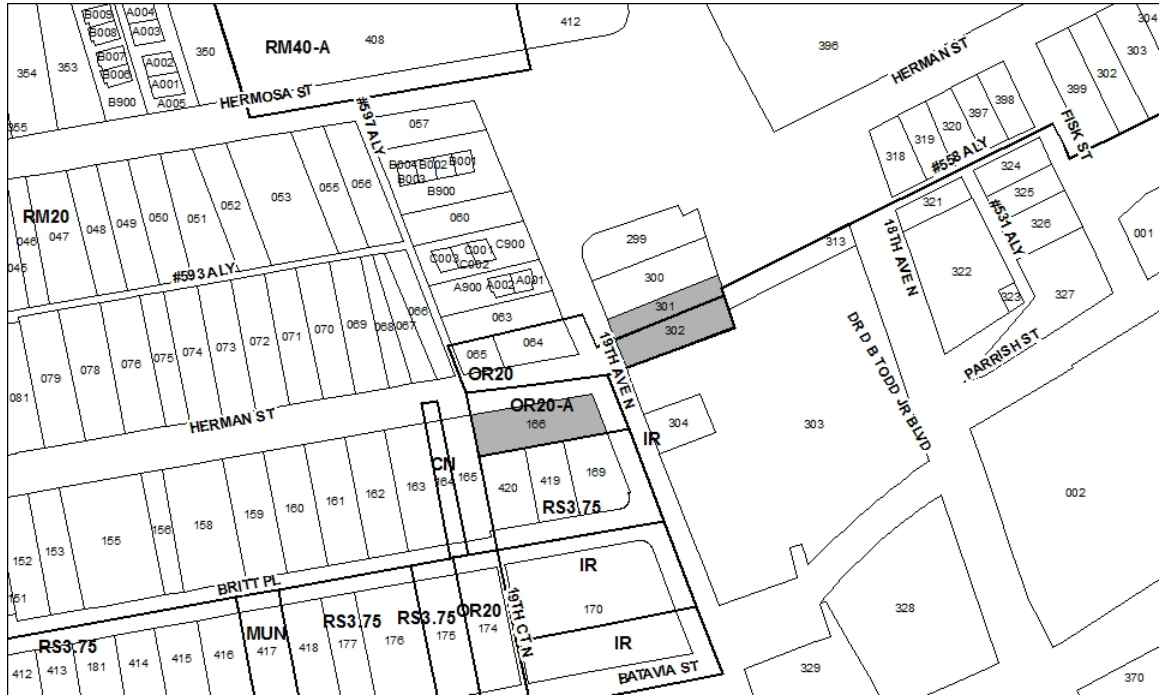 B009
A004
B008
A003
350
412
304
354
353
RM40-A
408
396
HERMAN ST
303
004
B007
A002
302
B006
A001
399
B900
A005
HERMOSA ST
398
397
320
319
355
#597 ALY
057
318
#558 ALY
FISK ST
B004
B002
B001
324
B003
055
056
B900
325
053
321
052
326
051
RM20
050
060
18TH AVE N
#531 ALY
049
001
048
299
047
313
046
C001
C900
C003
045
C002
300
322
#593 ALY
A900
A002
A001
301
323
327
066
063
302
067
068
069
070
071
072
073
19TH AVE N
DR D B TODD JR BLVD
PARRISH ST
074
065
064
075
076
078
079
OR20
081
HERMAN ST
OR20-A
166
304
303
IR
CN
169
164
165
419
163
420
162
161
160
002
159
RS3.75
158
156
155
153
152
151
BRITT PL
IR
19TH CT N
170
328
RS3.75
RS3.75
OR20
MUN
177
176
175
174
RS3.75
418
417
IR
416
415
414
181
413
412
BATAVIA ST
329
370